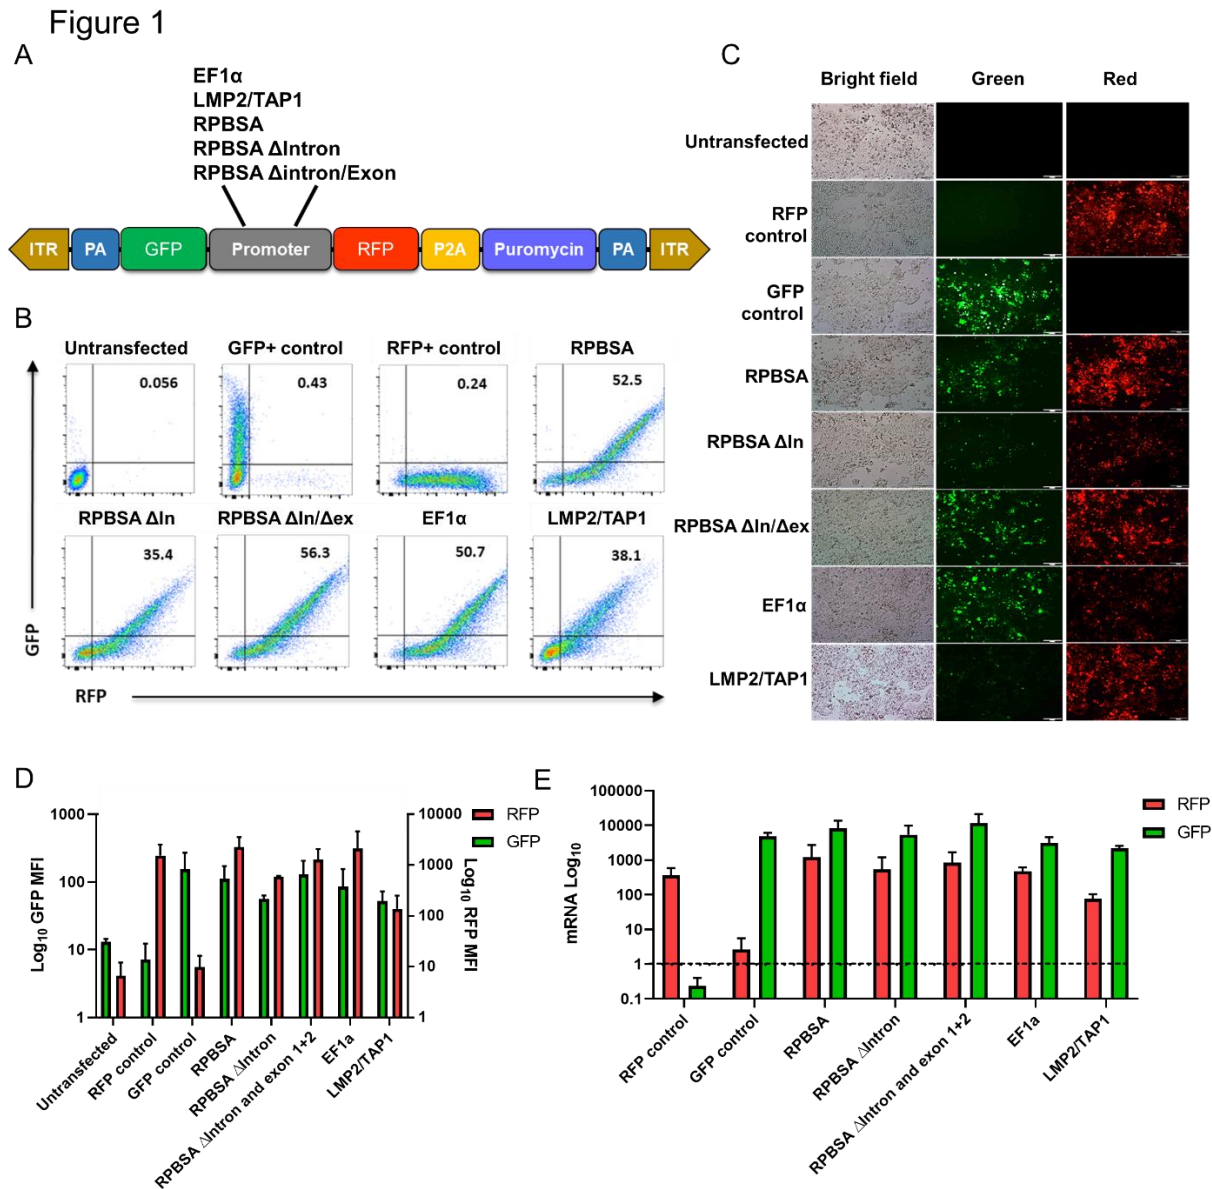 Figure 1
A
EF1α
LMP2/TAP1
RPBSA
RPBSA ΔIntron
RPBSA Δintron/Exon
ITR PA GFP Promoter RFP P2A Puromycin PA ITR
B
Untransfected GFP+ control RFP+ control RPBSA
0.056 0.43 0.24 52.5
RPBSA ΔIn RPBSA ΔIn/Δex EF1α LMP2/TAP1
35.4 56.3 50.7 38.1
GFP
RFP
C
Bright field Green Red
Untransfected
RFP
control
GFP
control
RPBSA
RPBSA ΔIn
RPBSA ΔIn/Δex
EF1α
LMP2/TAP1
D
Log10 GFP MFI
1000
100
10
1
10000
1000
100
10
1
Log10 RFP MFI
RFP
GFP
Untransfected
RFP control
GFP control
RPBSA
RPBSA ΔIntron
RPBSA ΔIntron and exon 1+2
EF1a
LMP2/TAP1
E
mRNA Log10
100000
10000
1000
100
10
1
0.1
RFP
GFP
RFP control
GFP control
RPBSA
RPBSA ΔIntron
RPBSA ΔIntron and exon 1+2
EF1a
LMP2/TAP1